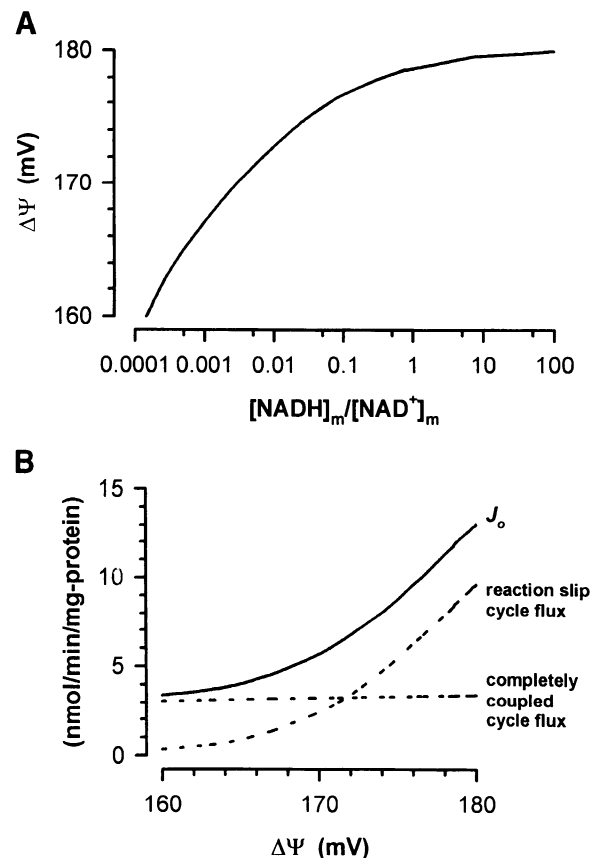 A
180
170
160
ΔΨ (mV)
0.0001 0.001 0.01 0.1 1 10 100
[NADH]m/[NAD+]m
B
15
10
5
0
(nmol/min/mg-protein)
Jo
reaction slip
cycle flux
completely
coupled
cycle flux
160 170 180
ΔΨ (mV)